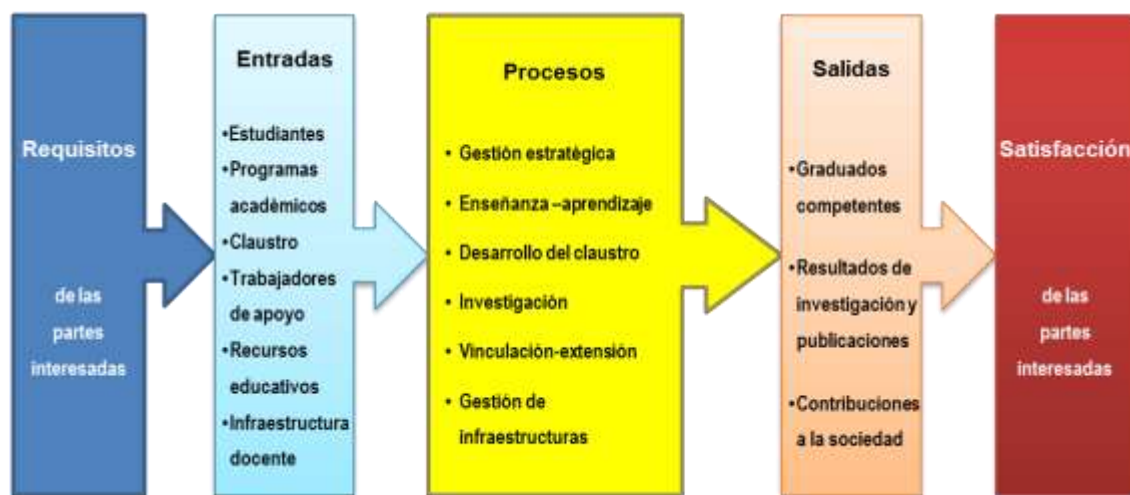 Requisitos
de las
partes
interesadas
Entradas
•Estudiantes
•Programas
académicos
•Claustro
•Trabajadores
de apoyo
•Recursos
educativos
•Infraestructura
docente
Procesos
• Gestión estratégica
• Enseñanza –aprendizaje
• Desarrollo del claustro
• Investigación
• Vinculación-extensión
• Gestión de
infraestructuras
Salidas
•Graduados
competentes
•Resultados de
investigación y
publicaciones
•Contribuciones
a la sociedad
Satisfacción
de las
partes
interesadas